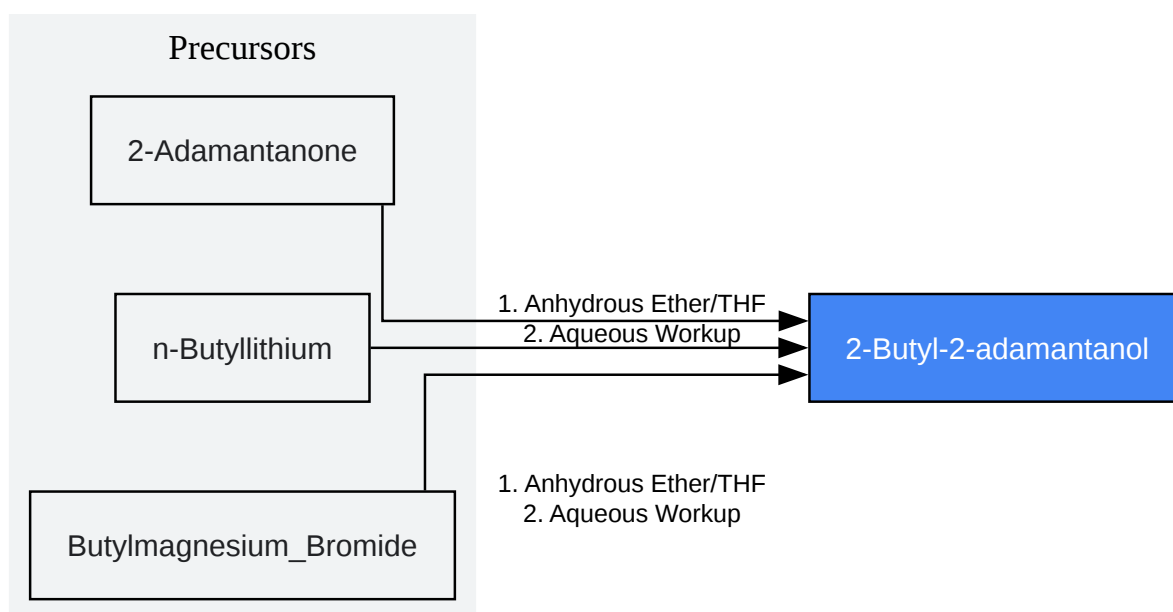 Precursors
2-Adamantanone
n-Butyllithium
Butylmagnesium_Bromide
1. Anhydrous Ether/THF
2. Aqueous Workup
1. Anhydrous Ether/THF
2. Aqueous Workup
2-Butyl-2-adamantanol